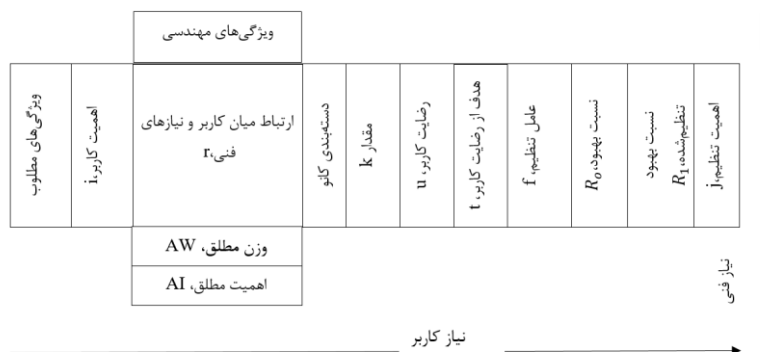 ویژگی‌های مهندسی
ویژگی‌های مطلوب
اهمیت کاربر،i
ارتباط میان کاربر و نیازهای
فنی،r
دسته‌بندی کانو
مقدار k
رضایت کاربر، u
هدف از رضایت کاربر، t
عامل تنظیم، f
نسبت بهبود، Ro
نسبت بهبود
تنظیم‌شده، R1
اهمیت تنظیم،j
وزن مطلق، AW
اهمیت مطلق، AI
نیاز فنی
نیاز کاربر